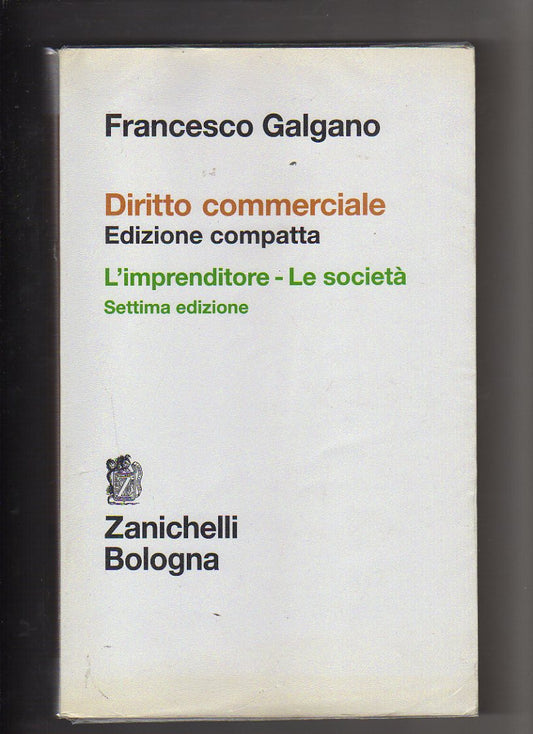 Francesco Galgano
Diritto commerciale
Edizione compatta
L'imprenditore - Le società
Settima edizione
Zanichelli
Bologna